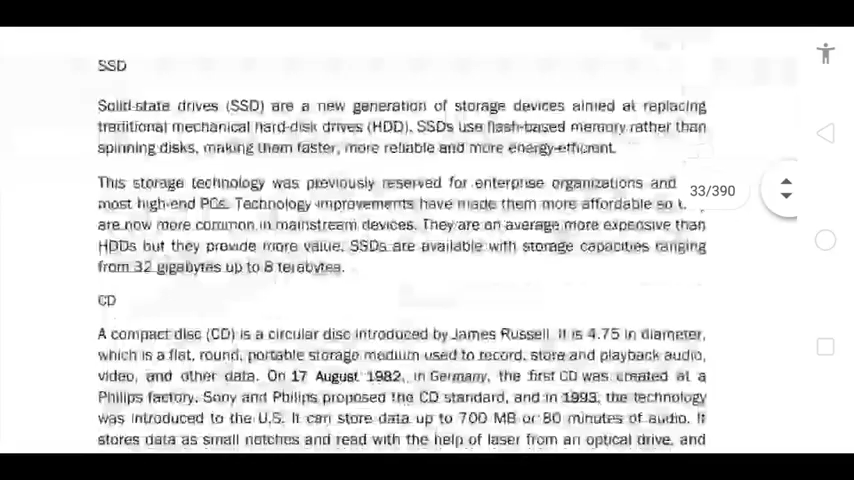 SSD
Solid-state drives (SSD) are a new generation of storage devices aimed at replacing
traditional mechanical hard-disk drives (HDD). SSDs use flash-based memory rather than
spinning disks, making them faster, more reliable and more energy-efficient.
This storage technology was previously reserved for enterprise organizations and
most high-end PCs. Technology improvements have made them more affordable so
33/390
are now more common in mainstream devices. They are on average more expensive than
HDDs but they provide more value. SSDs are available with storage capacities ranging
from 32 gigabytes up to 8 terabytes.
CD
A compact disc (CD) is a circular disc introduced by James Russell. It is 4.75 in diameter,
which is a flat, round, portable storage medium used to record, store and playback audio,
video, and other data. On 17 August 1982, in Germany, the first CD was created at a
Philips factory. Sony and Philips proposed the CD standard, and in 1993, the technology
was introduced to the U.S. It can store data up to 700 MB or 80 minutes of audio. It
stores data as small notches and read with the help of laser from an optical drive, and